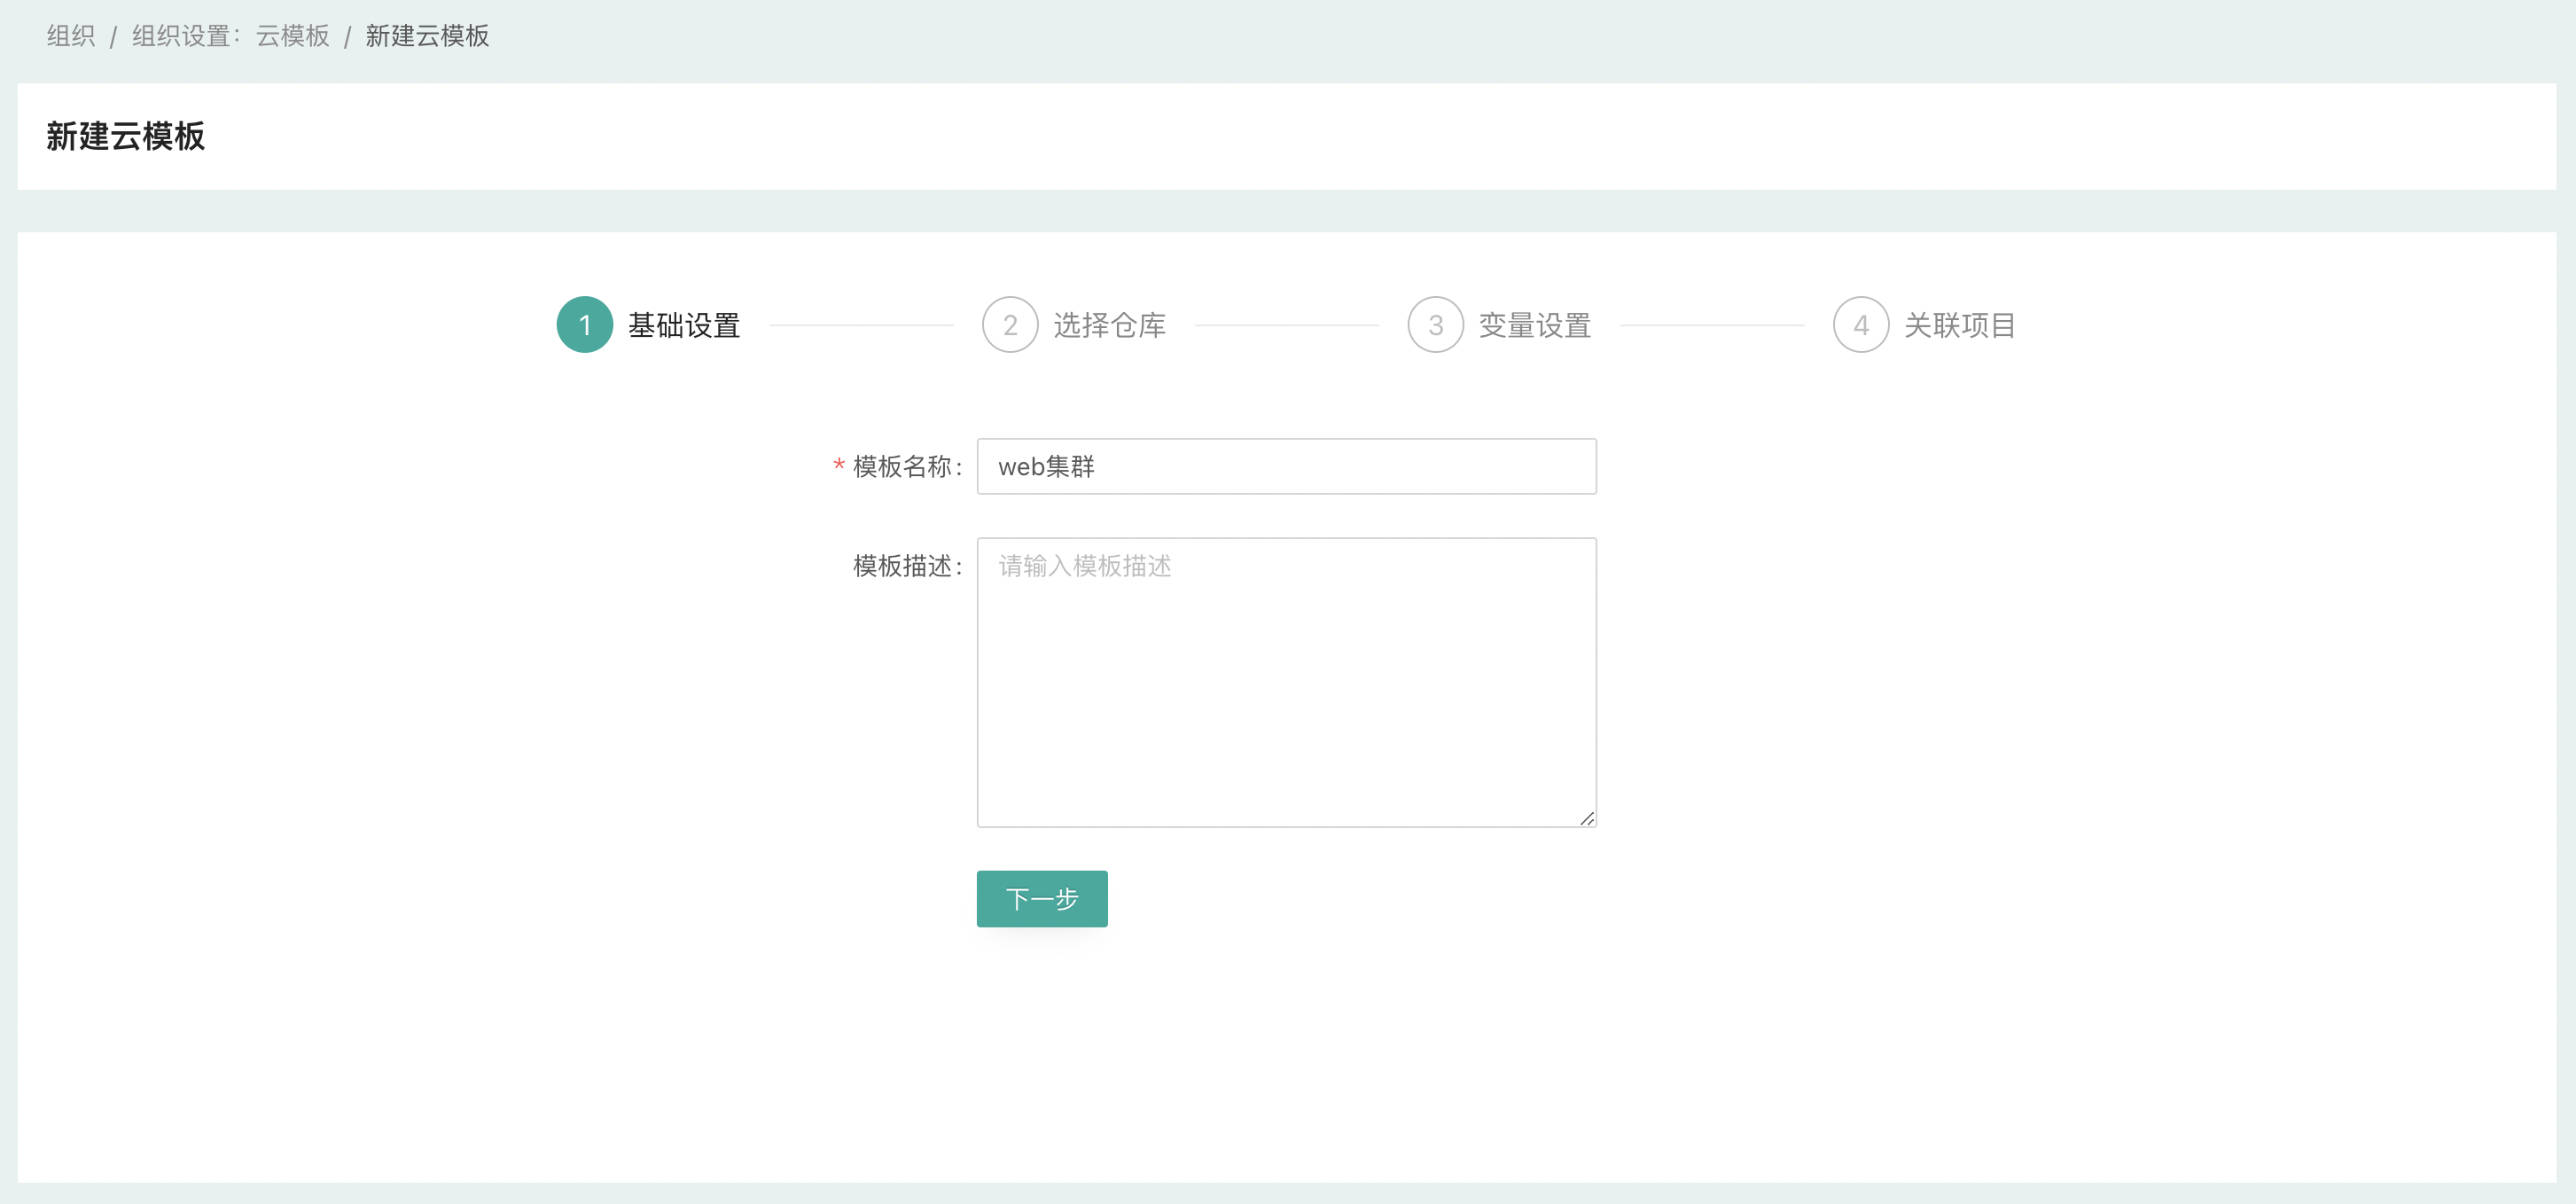 组织 / 组织设置：云模板 / 新建云模板
新建云模板
1 基础设置 2 选择仓库 3 变量设置 4 关联项目
* 模板名称: web集群
模板描述: 请输入模板描述
下一步